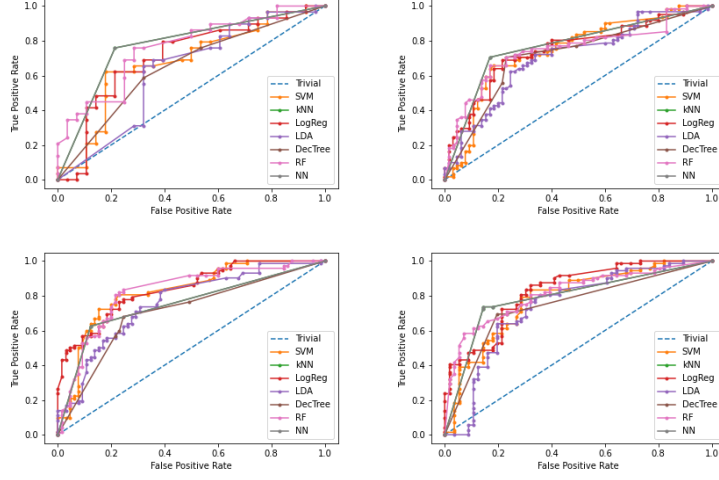 1.0
0.8
0.6
0.4
0.2
0.0
True Positive Rate
Trivial
SVM
kNN
LogReg
LDA
DecTree
RF
NN
0.0 0.2 0.4 0.6 0.8 1.0
False Positive Rate
1.0
0.8
0.6
0.4
0.2
0.0
True Positive Rate
Trivial
SVM
kNN
LogReg
LDA
DecTree
RF
NN
0.0 0.2 0.4 0.6 0.8 1.0
False Positive Rate
1.0
0.8
0.6
0.4
0.2
0.0
True Positive Rate
Trivial
SVM
kNN
LogReg
LDA
DecTree
RF
NN
0.0 0.2 0.4 0.6 0.8 1.0
False Positive Rate
1.0
0.8
0.6
0.4
0.2
0.0
True Positive Rate
Trivial
SVM
kNN
LogReg
LDA
DecTree
RF
NN
0.0 0.2 0.4 0.6 0.8 1.0
False Positive Rate